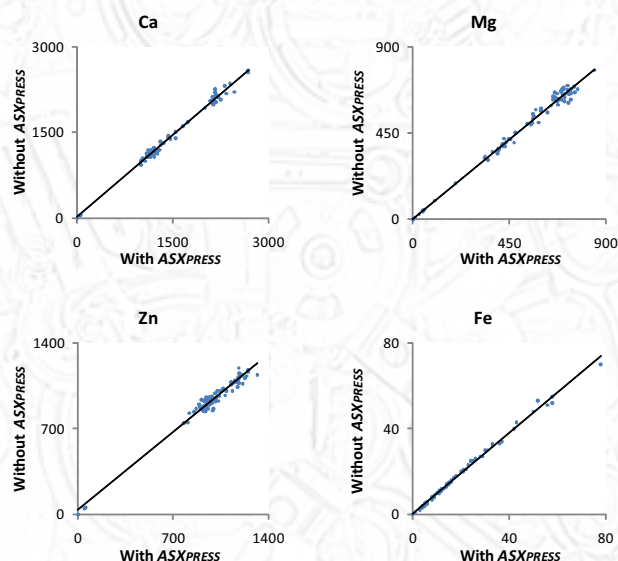 Ca
3000
1500
0
0 1500 3000
Without ASXPRESS
With ASXPRESS
Mg
900
450
0
0 450 900
Without ASXPRESS
With ASXPRESS
Zn
1400
700
0
0 700 1400
Without ASXPRESS
With ASXPRESS
Fe
80
40
0
0 40 80
Without ASXPRESS
With ASXPRESS